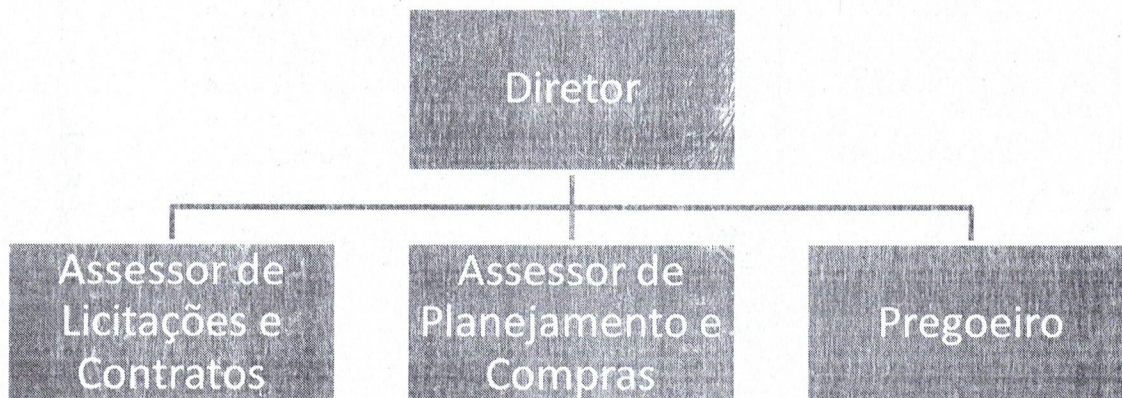 Diretor
Assessor de
Licitações e
Contratos
Assessor de
Planejamento e
Compras
Pregoeiro